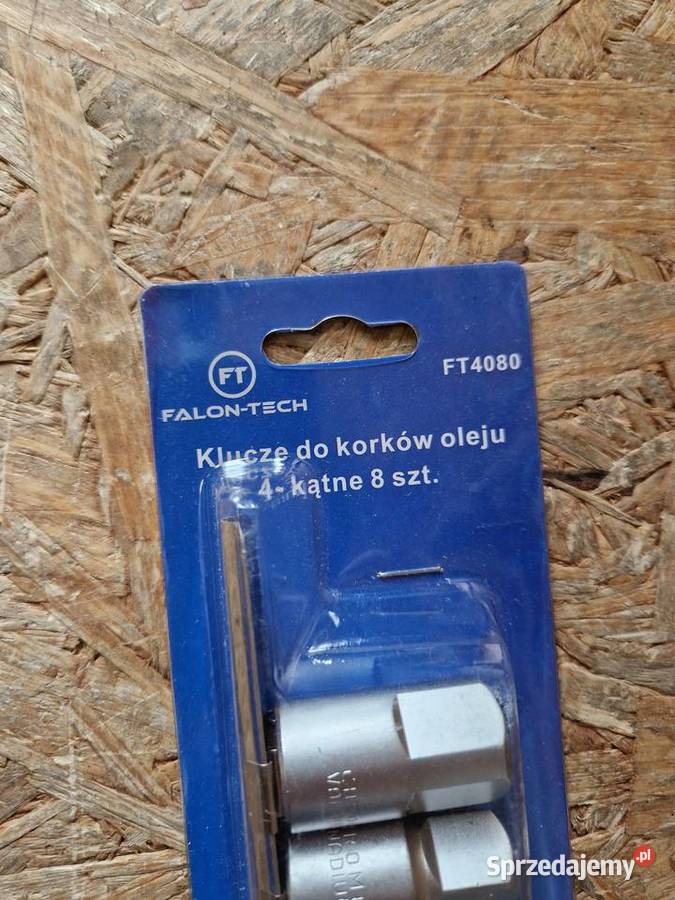 FT
FALON-TECH
FT4080
Klucze do korków oleju
4- kątne 8 szt.
Sprzedajemy.pl